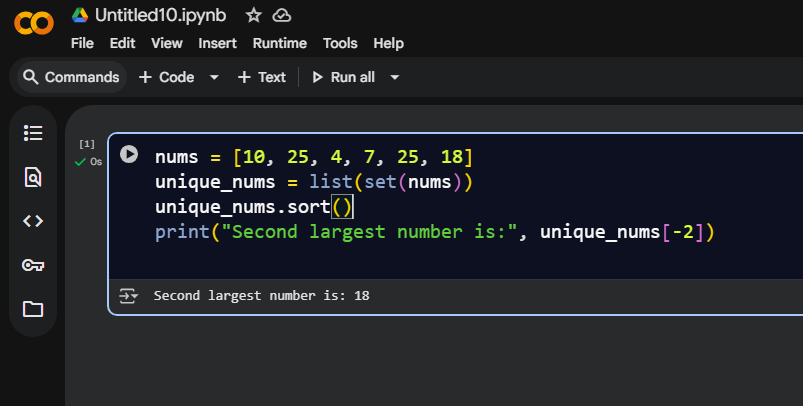 Untitled10.ipynb
File Edit View Insert Runtime Tools Help
Commands + Code + Text Run all
[1]
0s
nums = [10, 25, 4, 7, 25, 18]
unique_nums = list(set(nums))
unique_nums.sort()
print("Second largest number is:", unique_nums[-2])
Second largest number is: 18